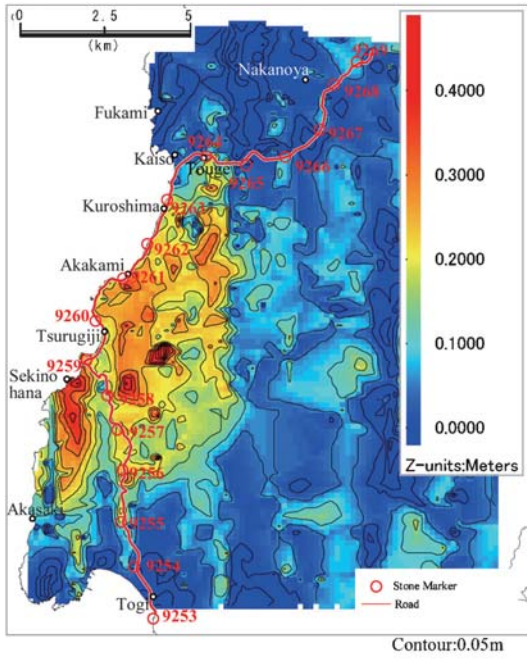 0 2.5 5
(km)
0.4000
0.3000
0.2000
0.1000
0.0000
Z-units:Meters
Nakanoya
9269
9268
Fukami
9267
9264
Kaiso
Touge
9266
9265
Kuroshima
9263
9262
Akakami
9261
9260
Tsurugiji
9259
Sekino
hana
9258
9257
9256
Akasaki
9255
9254
Togi
9253
Stone Marker
Road
Contour:0.05m